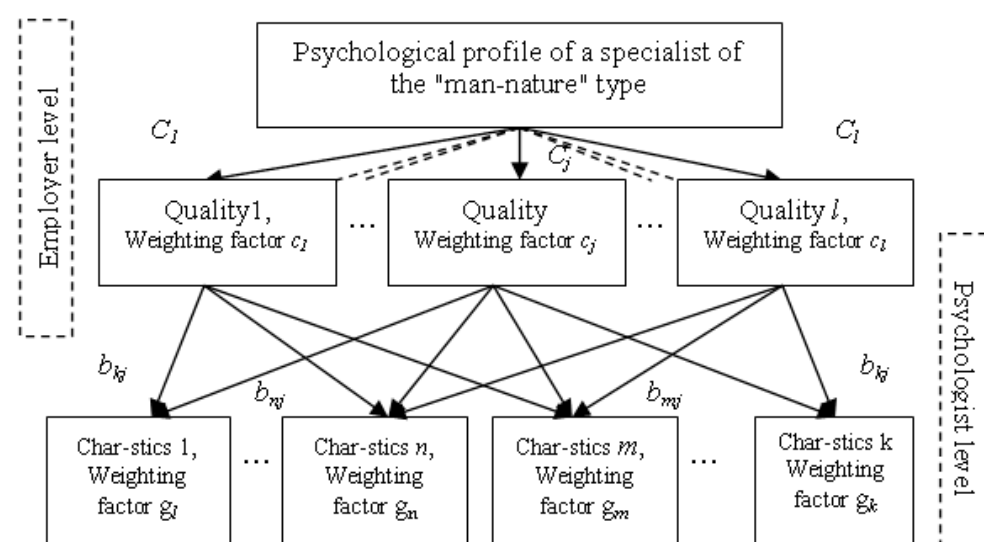 Psychological profile of a specialist of
the "man-nature" type
Employer level
C1
Cj
Cl
Quality1,
Weighting factor c1
...
Quality
Weighting factor cj
...
Quality l,
Weighting factor cl
Psychologist level
bkj
bnj
bmj
bkj
Char-stics 1,
Weighting
factor gl
...
Char-stics n,
Weighting
factor gn
Char-stics m,
Weighting
factor gm
...
Char-stics k
Weighting
factor gk